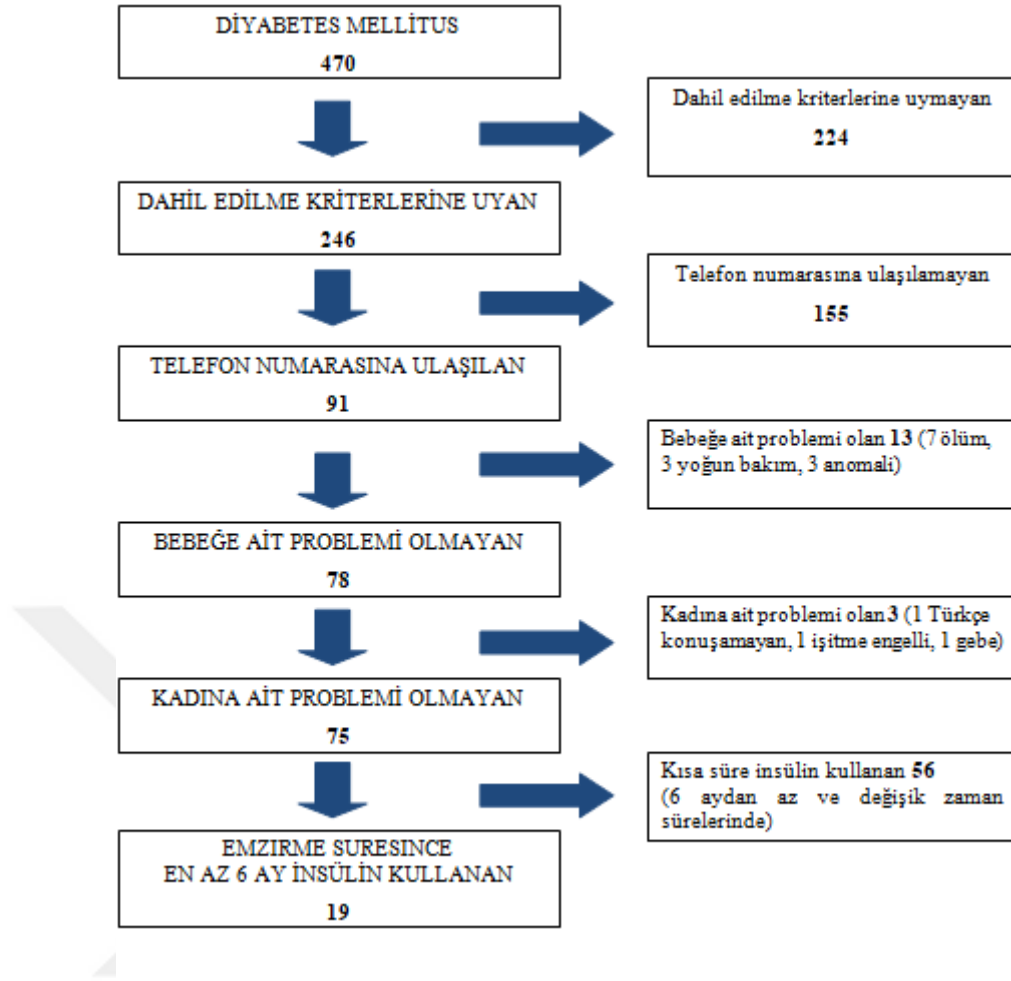 DİYABETES MELLİTUS
470
Dahil edilme kriterlerine uymayan
224
DAHİL EDİLME KRİTERLERİNE UYAN
246
Telefon numarasına ulaşılamayan
155
TELEFON NUMARASINA ULAŞILAN
91
Bebeğe ait problemi olan 13 (7 ölüm,
3 yoğun bakım, 3 anomali)
BEBEĞE AİT PROBLEMİ OLMAYAN
78
Kadına ait problemi olan 3 (1 Türkçe
konuşamayan, 1 işitme engelli, 1 gebe)
KADINA AİT PROBLEMİ OLMAYAN
75
Kısa süre insülin kullanan 56
(6 aydan az ve değişik zaman
sürelerinde)
EMZIRME SURESINCE
EN AZ 6 AY İNSÜLİN KULLANAN
19